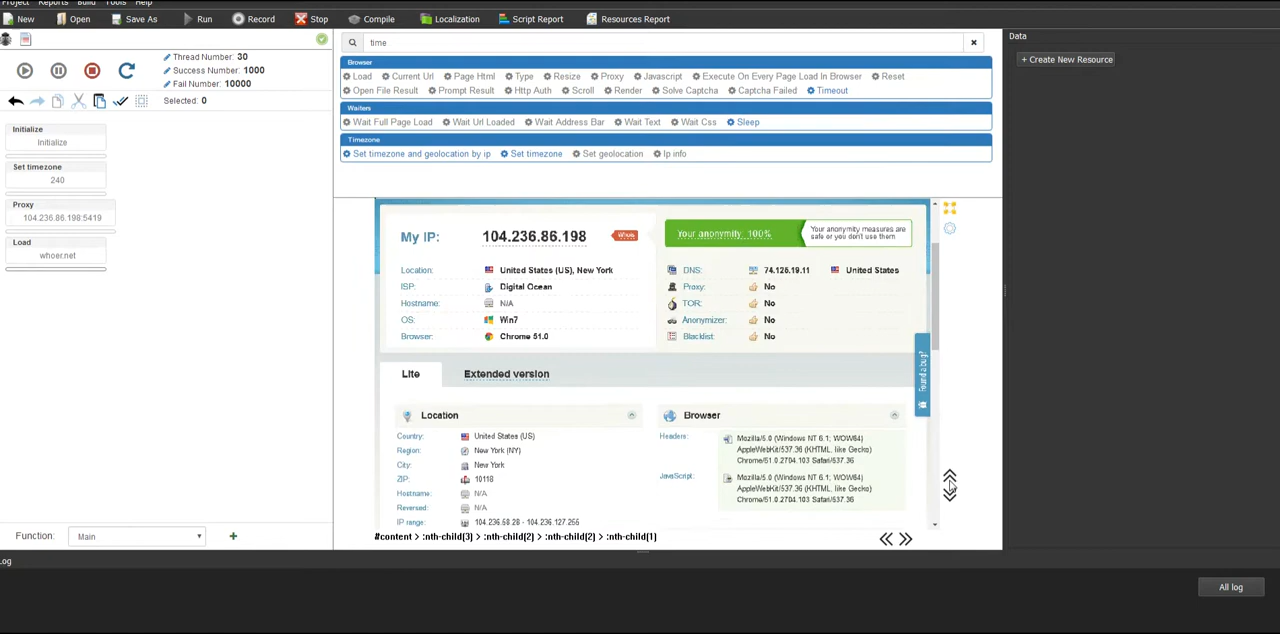 Project Reports Build Tools Help
New Open Save As Run Record Stop Compile Localization Script Report Resources Report
Thread Number: 30
Success Number: 1000
Fail Number: 10000
Selected: 0
Initialize
Initialize
Set timezone
240
Proxy
104.236.86.198:5419
Load
whoer.net
Function: Main
time
Browser
Load Current Url Page Html Type Resize Proxy Javascript Execute On Every Page Load In Browser Reset
Open File Result Prompt Result Http Auth Scroll Render Solve Captcha Captcha Failed Timeout
Waiters
Wait Full Page Load Wait Url Loaded Wait Address Bar Wait Text Wait Css Sleep
Timezone
Set timezone and geolocation by ip Set timezone Set geolocation Ip info
My IP: 104.236.86.198 Whois
Your anonymity: 100%
Your anonymity measures are
safe or you don't use them
Location: United States (US), New York
ISP: Digital Ocean
Hostname: N/A
OS: Win7
Browser: Chrome 51.0
DNS: 74.125.19.11 United States
Proxy: No
TOR: No
Anonymizer: No
Blacklist: No
Found a bug?
Lite Extended version
Location
Country: United States (US)
Region: New York (NY)
City: New York
ZIP: 10118
Hostname: N/A
Reversed: N/A
IP range: 104.236.58.28 - 104.236.127.255
Browser
Headers: Mozilla/5.0 (Windows NT 6.1; WOW64)
AppleWebKit/537.36 (KHTML, like Gecko)
Chrome/51.0.2704.103 Safari/537.36
JavaScript: Mozilla/5.0 (Windows NT 6.1; WOW64)
AppleWebKit/537.36 (KHTML, like Gecko)
Chrome/51.0.2704.103 Safari/537.36
#content > :nth-child(3) > :nth-child(2) > :nth-child(2) > :nth-child(1)
Data
+ Create New Resource
Log
All log